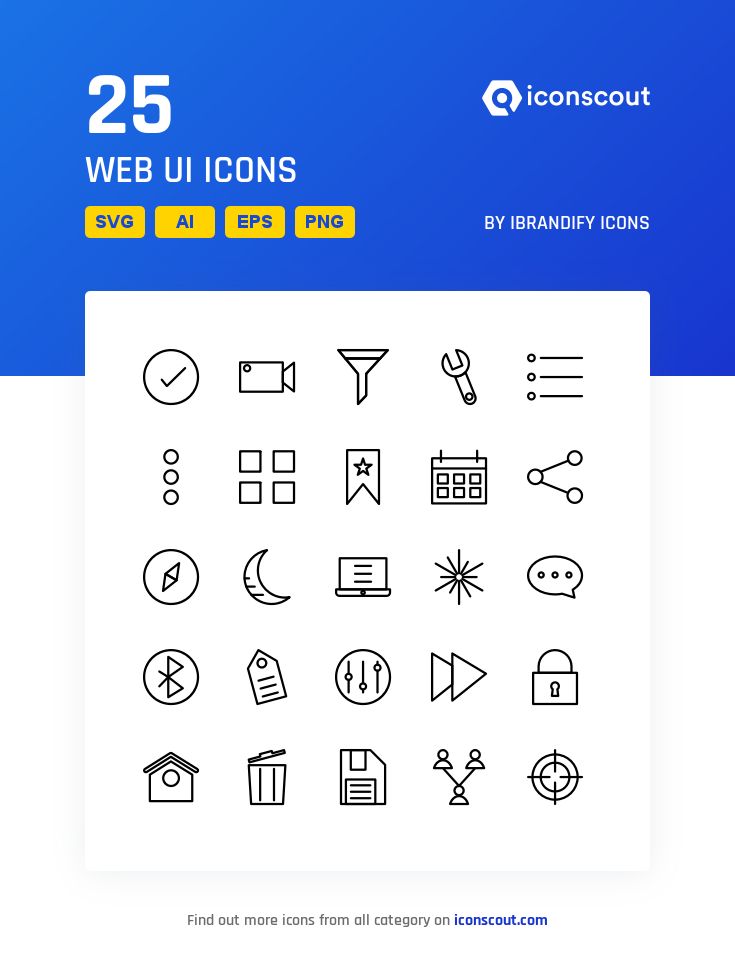 25
iconscout
WEB UI ICONS
SVG AI EPS PNG
BY IBRANDIFY ICONS
Find out more icons from all category on iconscout.com